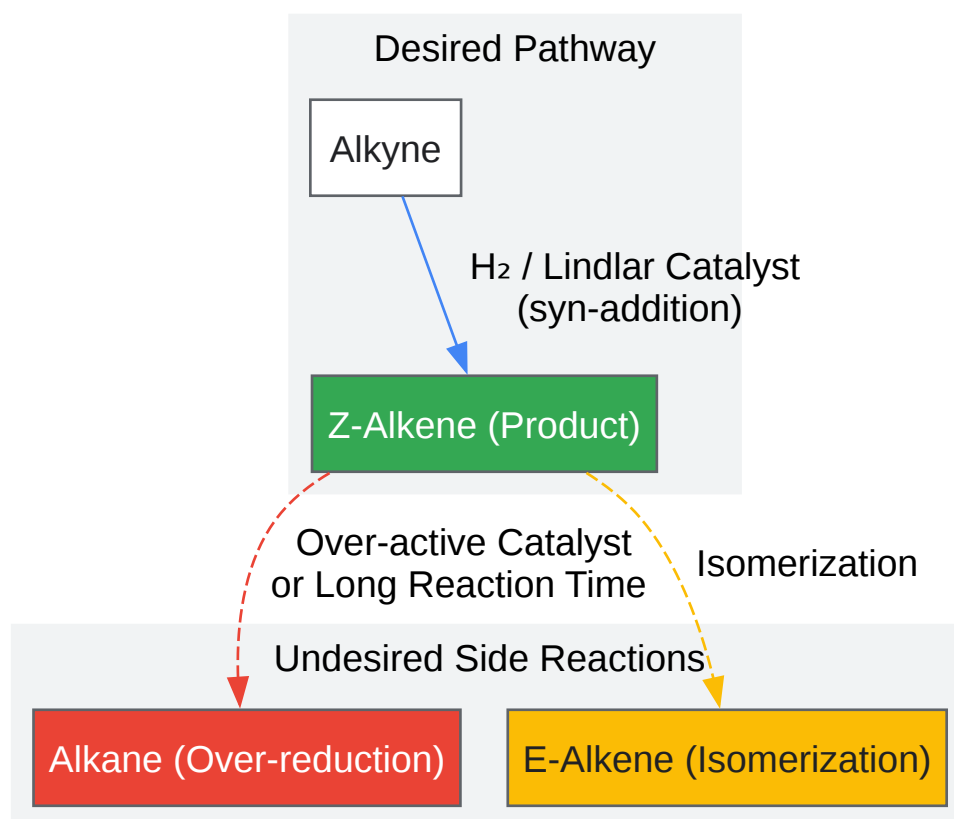 Desired Pathway
Alkyne
H₂ / Lindlar Catalyst
(syn-addition)
Z-Alkene (Product)
Over-active Catalyst
or Long Reaction Time
Isomerization
Undesired Side Reactions
Alkane (Over-reduction)
E-Alkene (Isomerization)